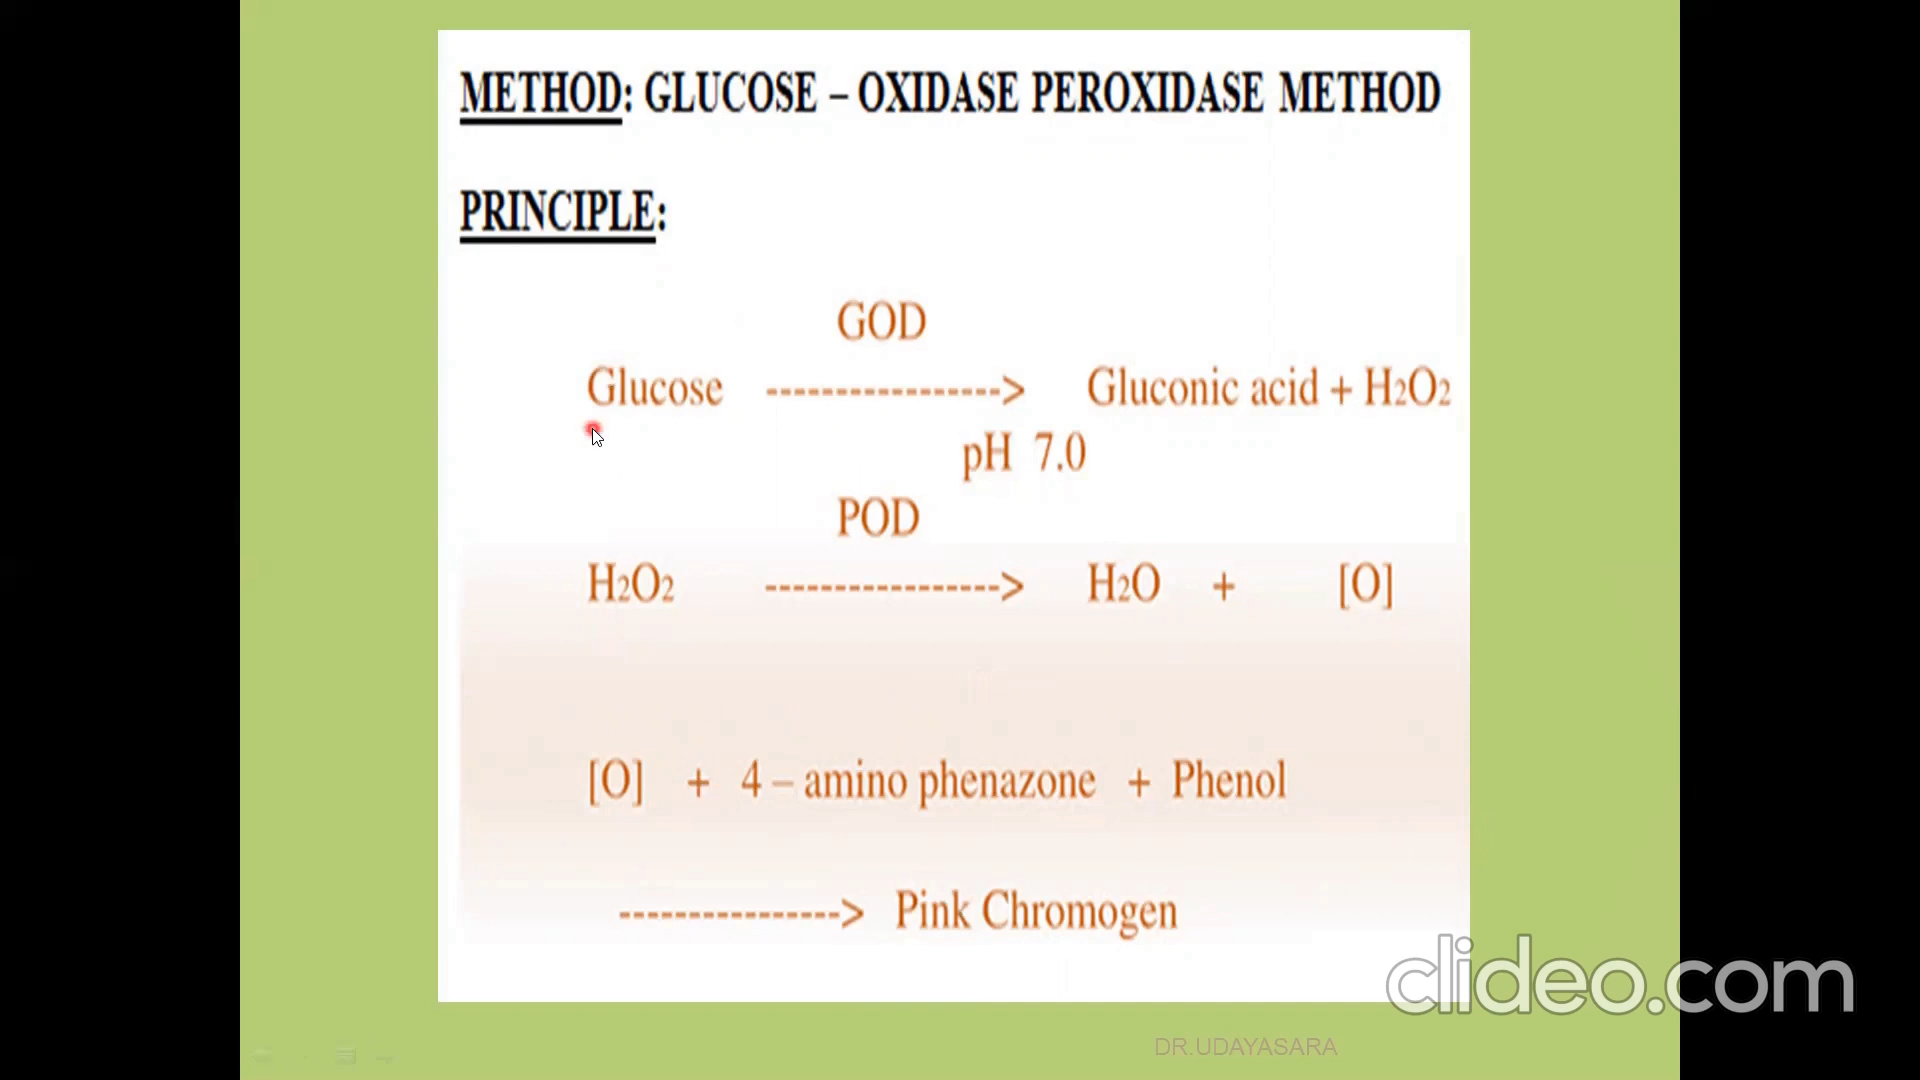 METHOD: GLUCOSE – OXIDASE PEROXIDASE METHOD
PRINCIPLE:
GOD
Glucose ----------------> Gluconic acid + H2O2
pH 7.0
POD
H2O2 ----------------> H2O + [O]
[O] + 4 – amino phenazone + Phenol
----------------> Pink Chromogen
clideo.com
DR.UDAYASARA